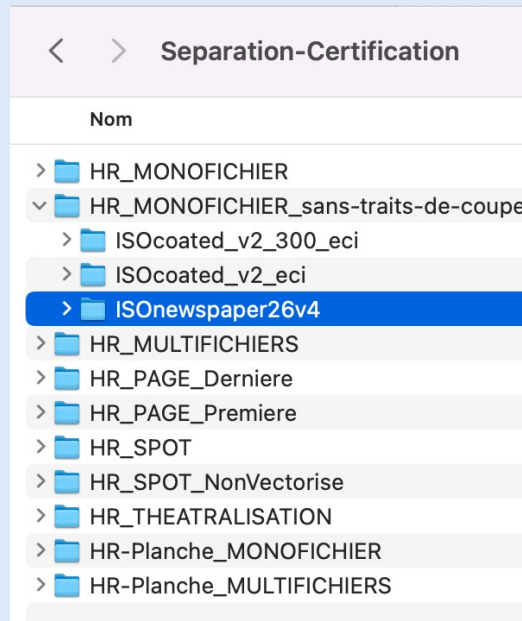 Separation-Certification
Nom
HR_MONOFICHIER
HR_MONOFICHIER_sans-traits-de-coupe
ISOcoated_v2_300_eci
ISOcoated_v2_eci
ISOnewspaper26v4
HR_MULTIFICHIERS
HR_PAGE_Derniere
HR_PAGE_Premiere
HR_SPOT
HR_SPOT_NonVectorise
HR_THEATRALISATION
HR-Planche_MONOFICHIER
HR-Planche_MULTIFICHIERS